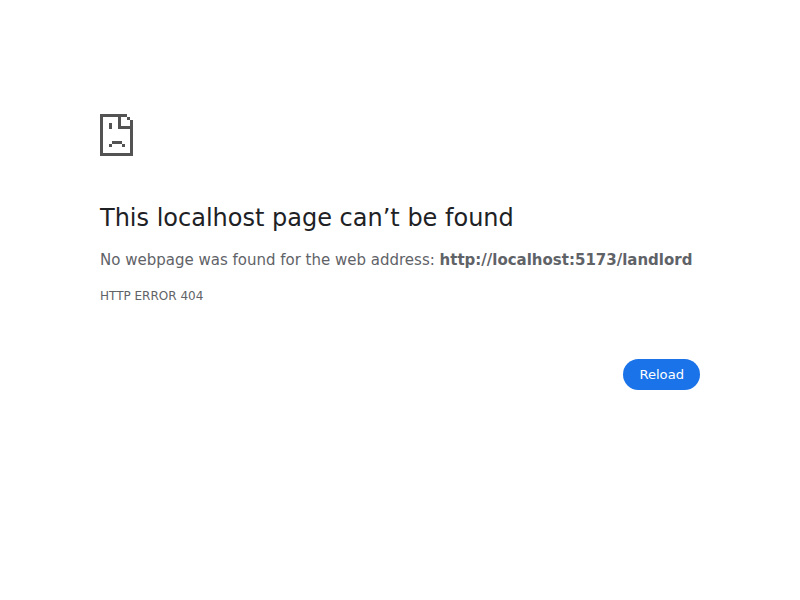 This localhost page can’t be found
No webpage was found for the web address: http://localhost:5173/landlord
HTTP ERROR 404
Reload